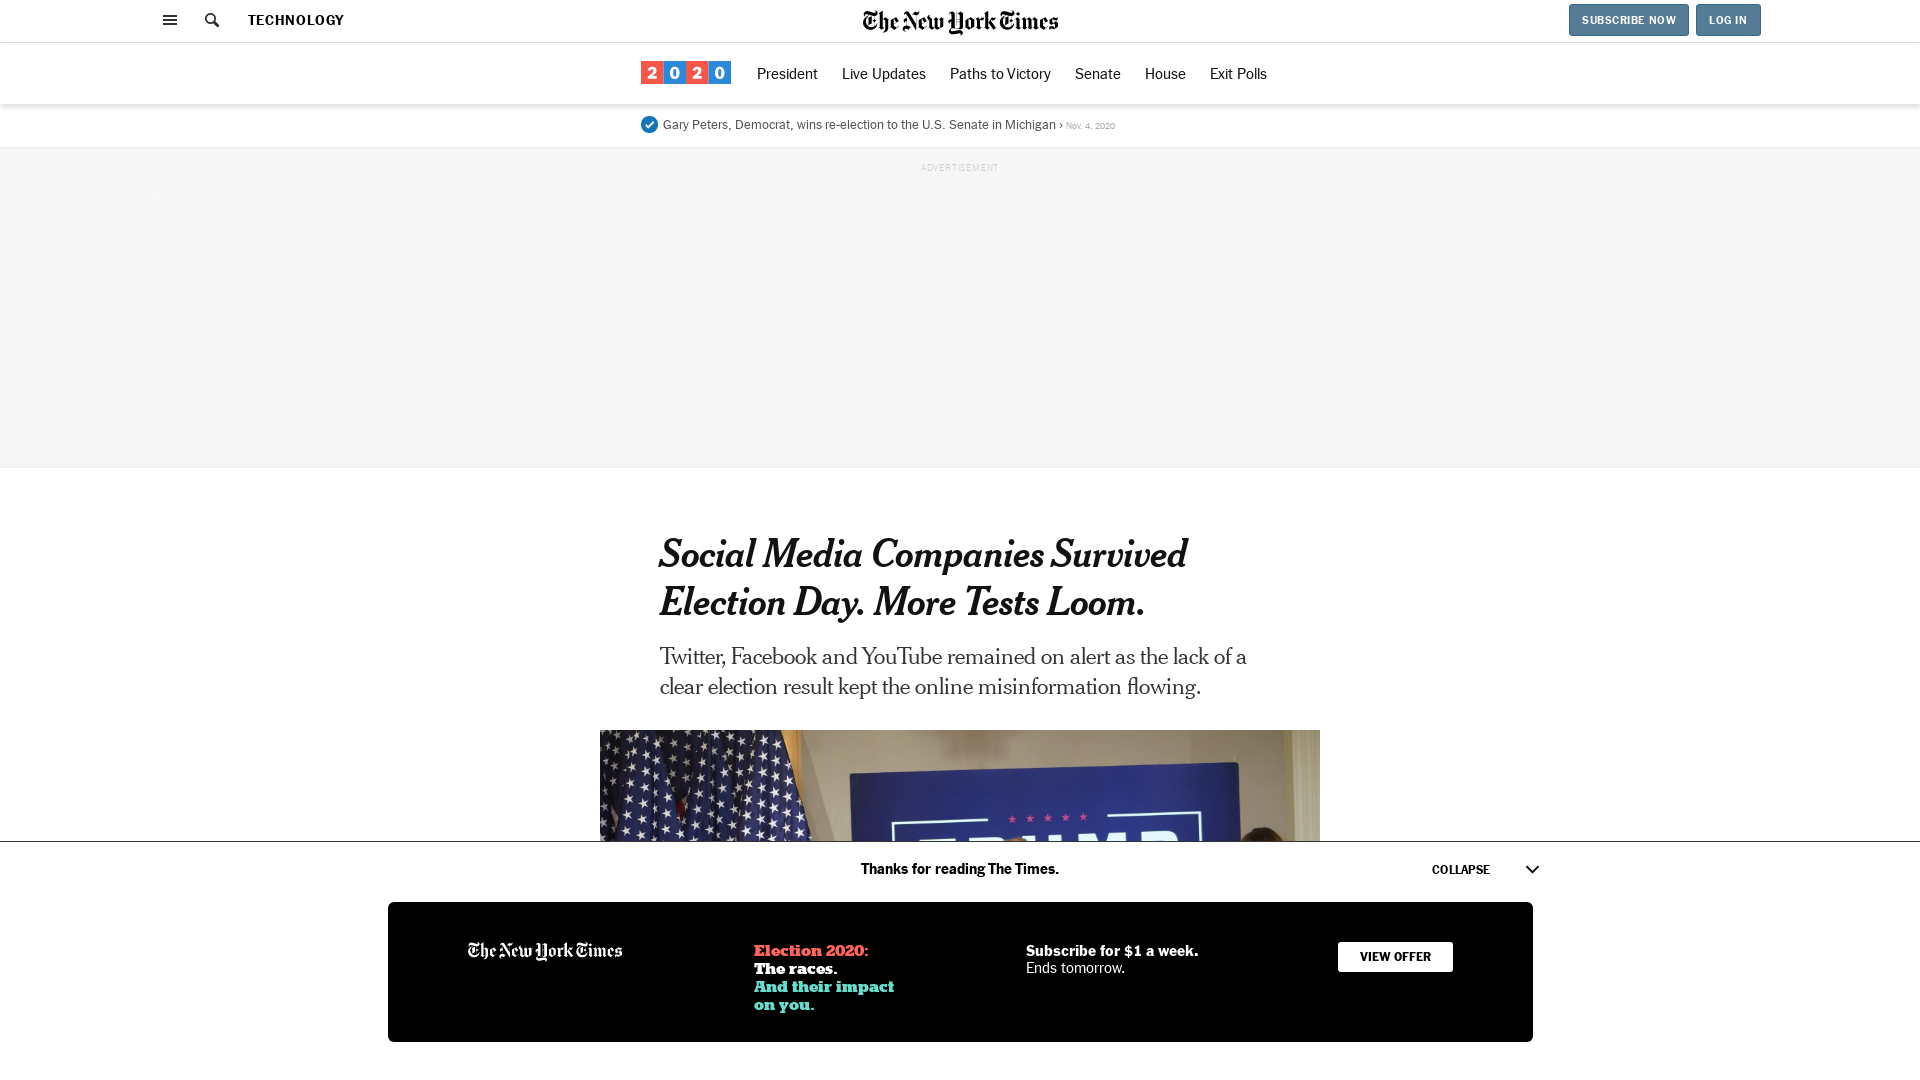 TECHNOLOGY
The New York Times
SUBSCRIBE NOW
LOG IN
2020
President
Live Updates
Paths to Victory
Senate
House
Exit Polls
Gary Peters, Democrat, wins re-election to the U.S. Senate in Michigan › Nov. 4, 2020
ADVERTISEMENT
Social Media Companies Survived
Election Day. More Tests Loom.
Twitter, Facebook and YouTube remained on alert as the lack of a
clear election result kept the online misinformation flowing.
TRUMP
Thanks for reading The Times.
COLLAPSE
The New York Times
Election 2020:
The races.
And their impact
on you.
Subscribe for $1 a week.
Ends tomorrow.
VIEW OFFER